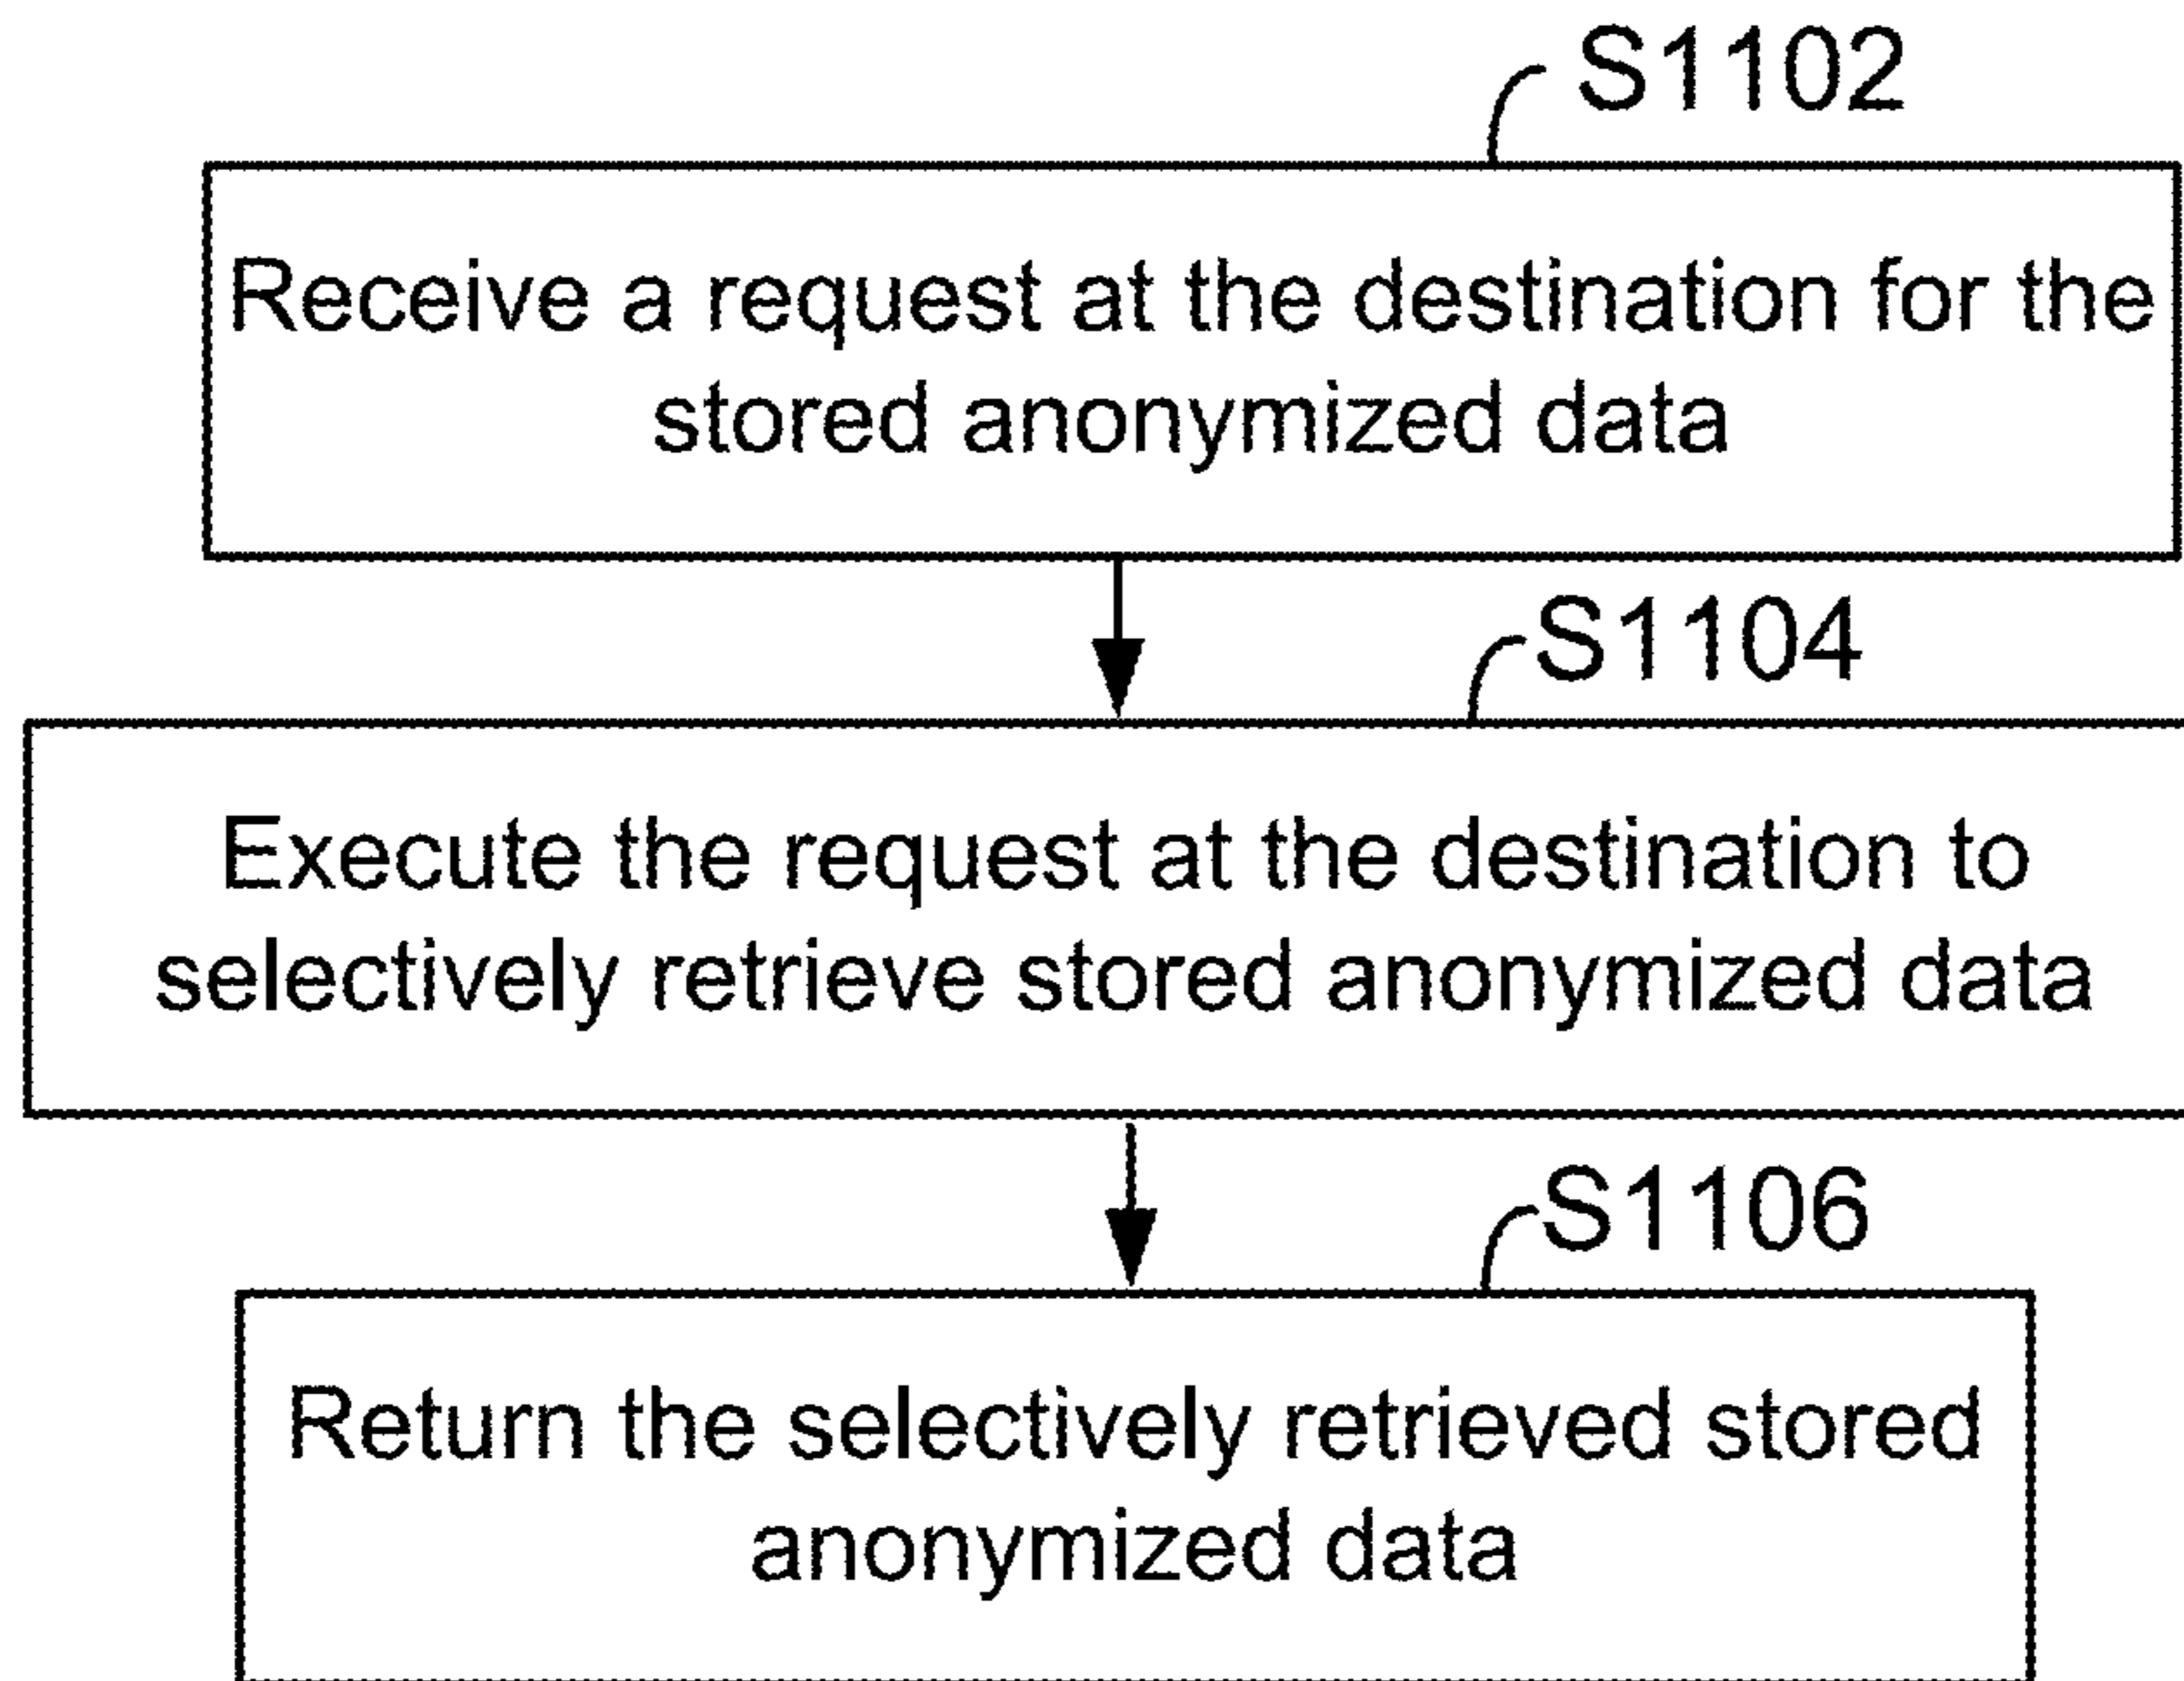 S1102
Receive a request at the destination for the
stored anonymized data
S1104
Execute the request at the destination to
selectively retrieve stored anonymized data
S1106
Return the selectively retrieved stored
anonymized data